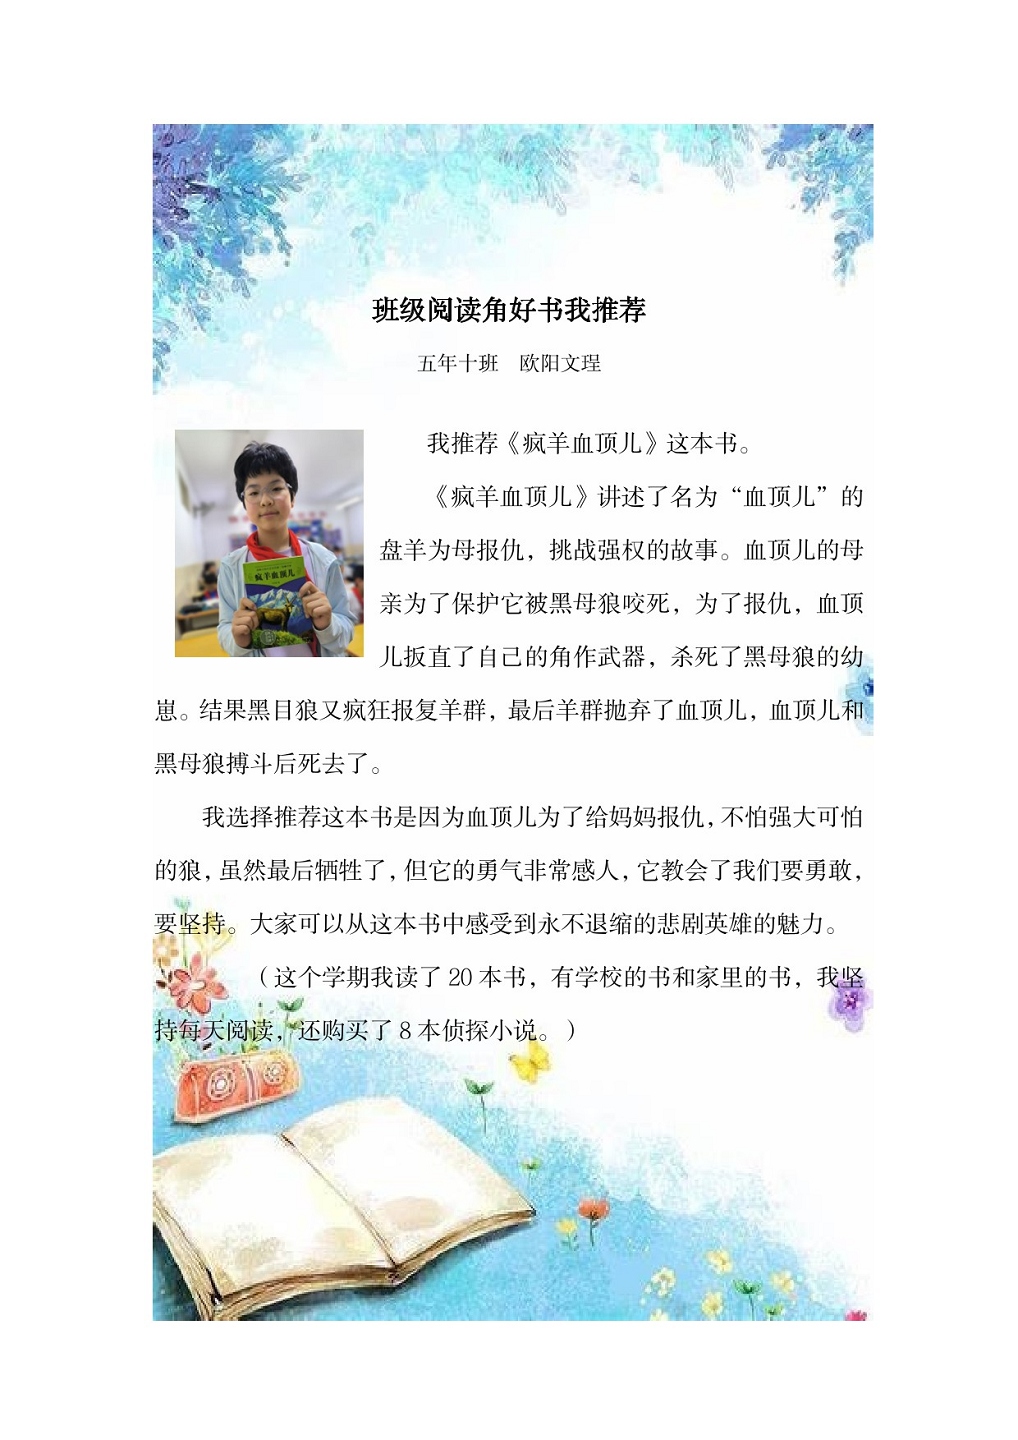 班级阅读角好书我推荐
五年十班 欧阳文珵
我推荐《疯羊血顶儿》这本书。
疯羊血顶儿
《疯羊血顶儿》讲述了名为“血顶儿”的
盘羊为母报仇，挑战强权的故事。血顶儿的母
亲为了保护它被黑母狼咬死，为了报仇，血顶
儿扳直了自己的角作武器，杀死了黑母狼的幼
崽。结果黑目狼又疯狂报复羊群，最后羊群抛弃了血顶儿，血顶儿和
黑母狼搏斗后死去了。
我选择推荐这本书是因为血顶儿为了给妈妈报仇，不怕强大可怕
的狼，虽然最后牺牲了，但它的勇气非常感人，它教会了我们要勇敢，
要坚持。大家可以从这本书中感受到永不退缩的悲剧英雄的魅力。
（这个学期我读了 20 本书，有学校的书和家里的书，我坚
持每天阅读，还购买了 8 本侦探小说。）